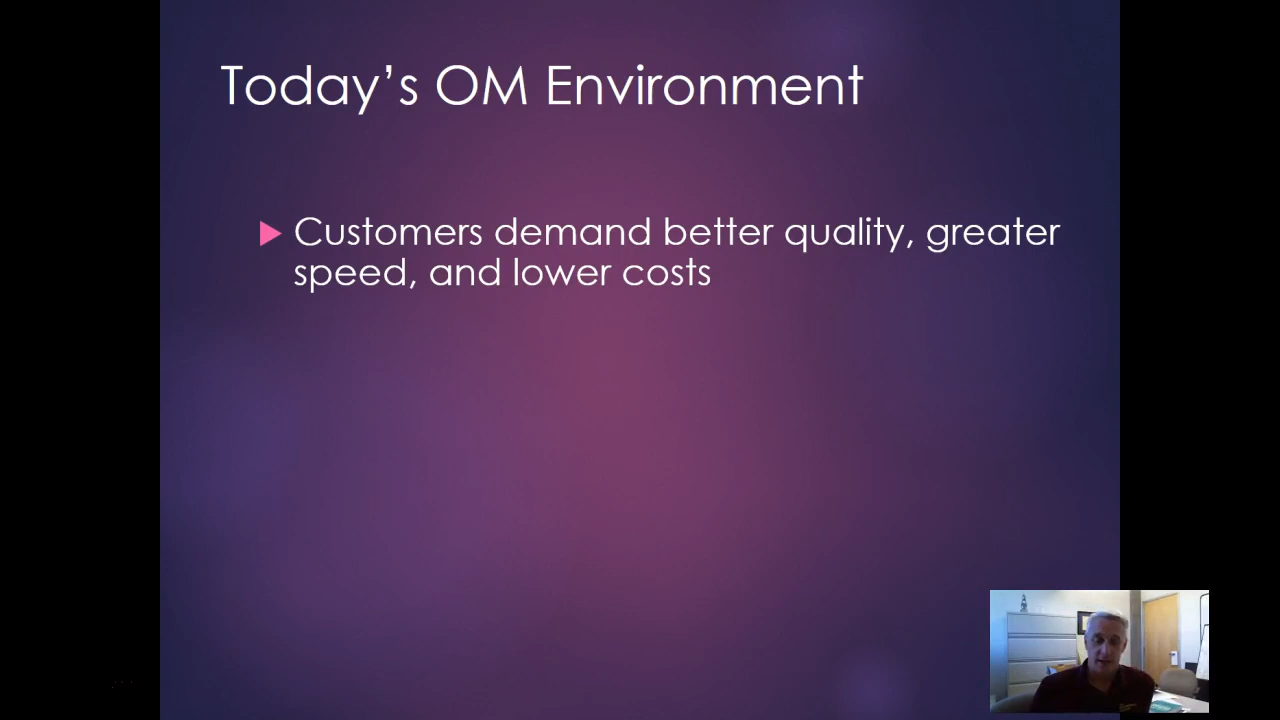 Today’s OM Environment
Customers demand better quality, greater
speed, and lower costs